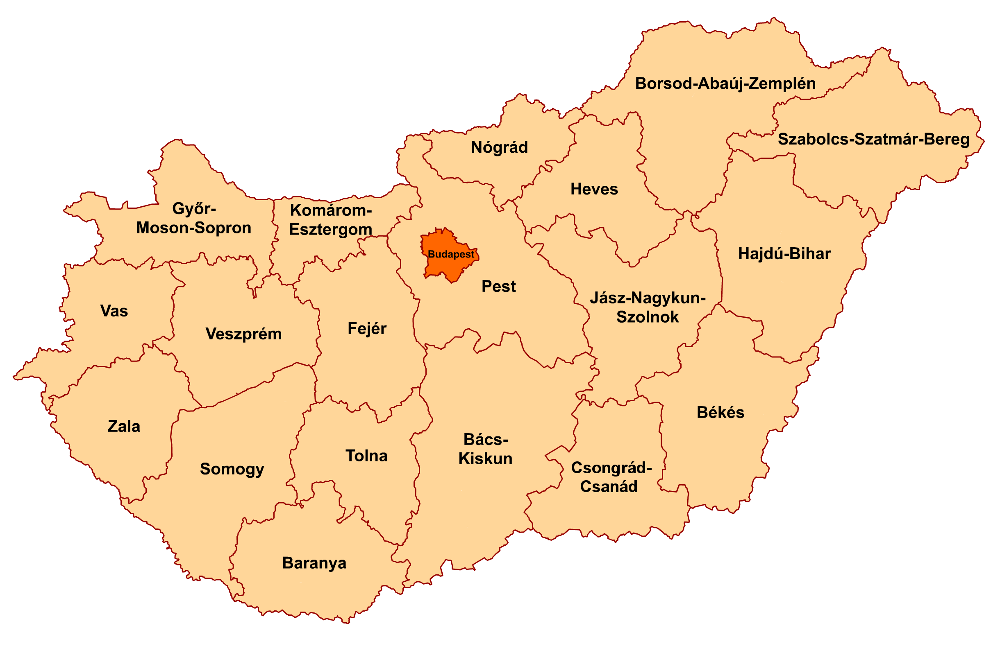 Borsod-Abaúj-Zemplén
Szabolcs-Szatmár-Bereg
Nógrád
Heves
Győr-
Moson-Sopron
Komárom-
Esztergom
Budapest
Hajdú-Bihar
Pest
Jász-Nagykun-
Szolnok
Vas
Veszprém
Fejér
Békés
Zala
Bács-
Kiskun
Tolna
Somogy
Csongrád-
Csanád
Baranya